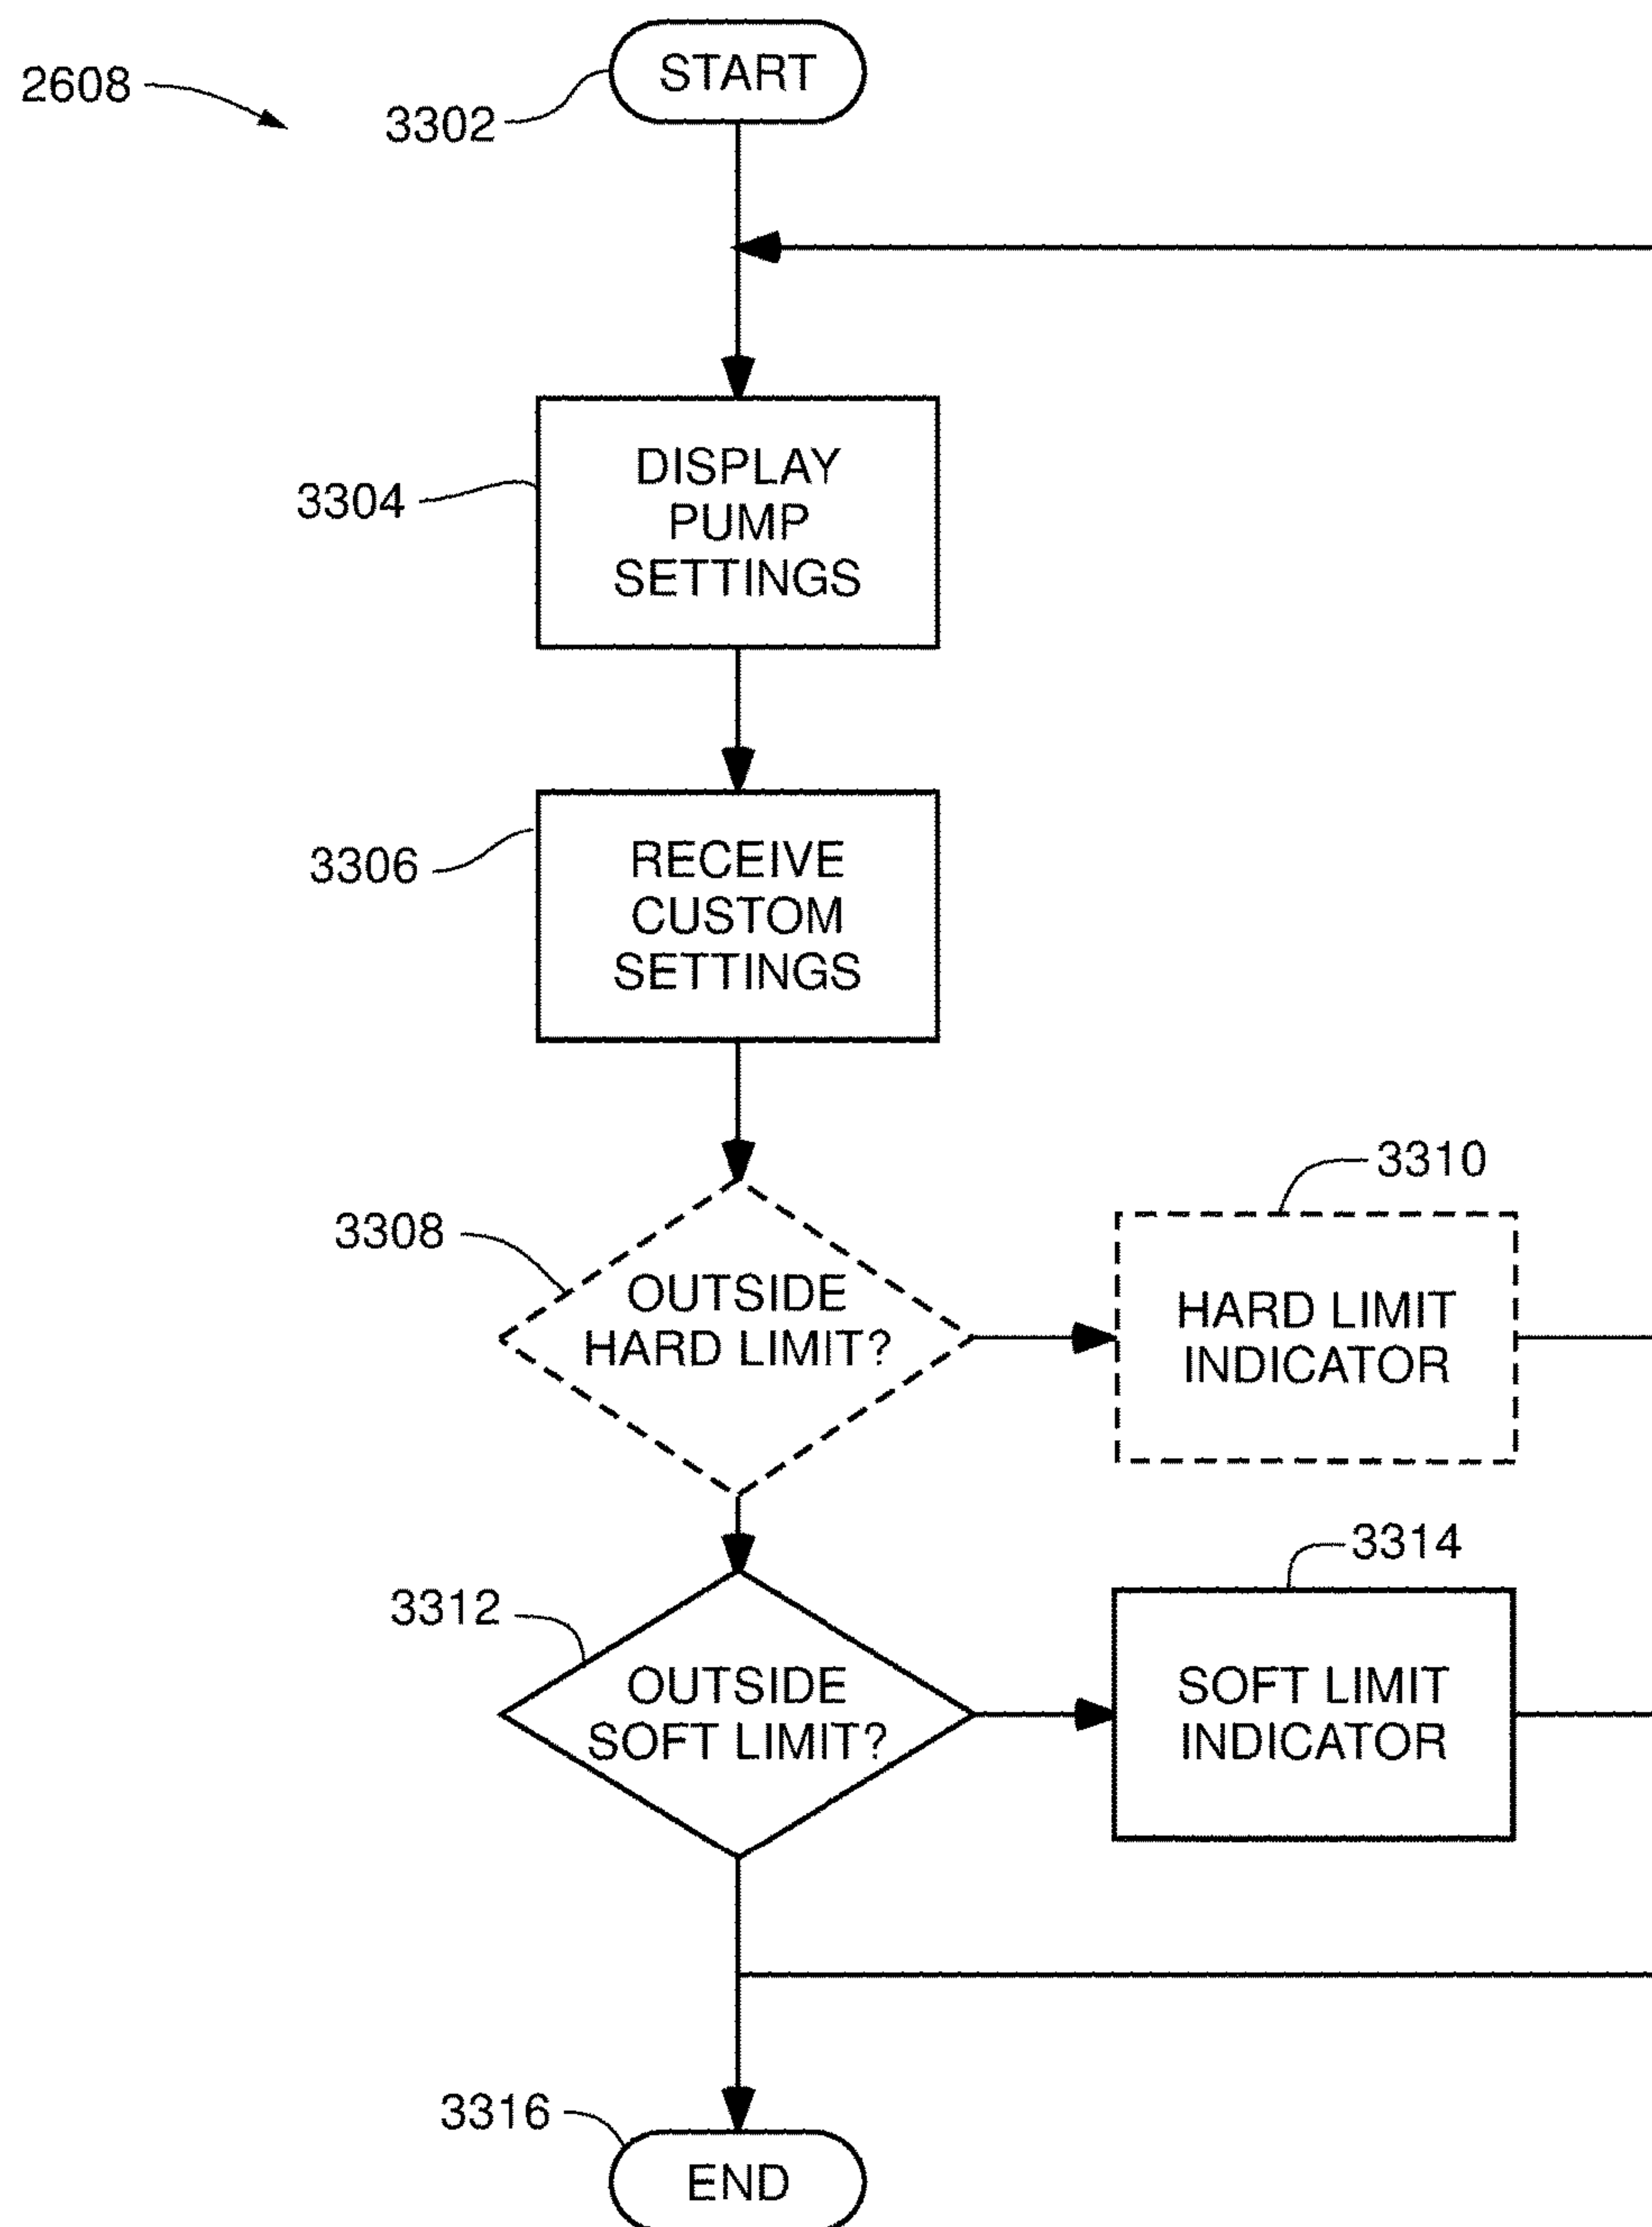 2608
3302
START
3304
DISPLAY
PUMP
SETTINGS
3306
RECEIVE
CUSTOM
SETTINGS
3308
OUTSIDE
HARD LIMIT?
3310
HARD LIMIT
INDICATOR
3312
OUTSIDE
SOFT LIMIT?
3314
SOFT LIMIT
INDICATOR
3316
END